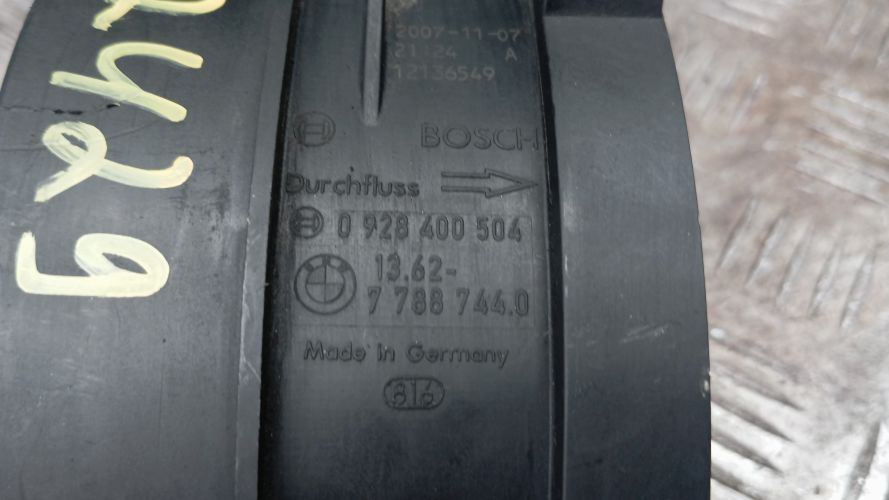 2007-11-07
21:24 A
12136549
BOSCH
Durchfluss
0 928 400 504
13.62-
7 788 744.0
Made in Germany
816